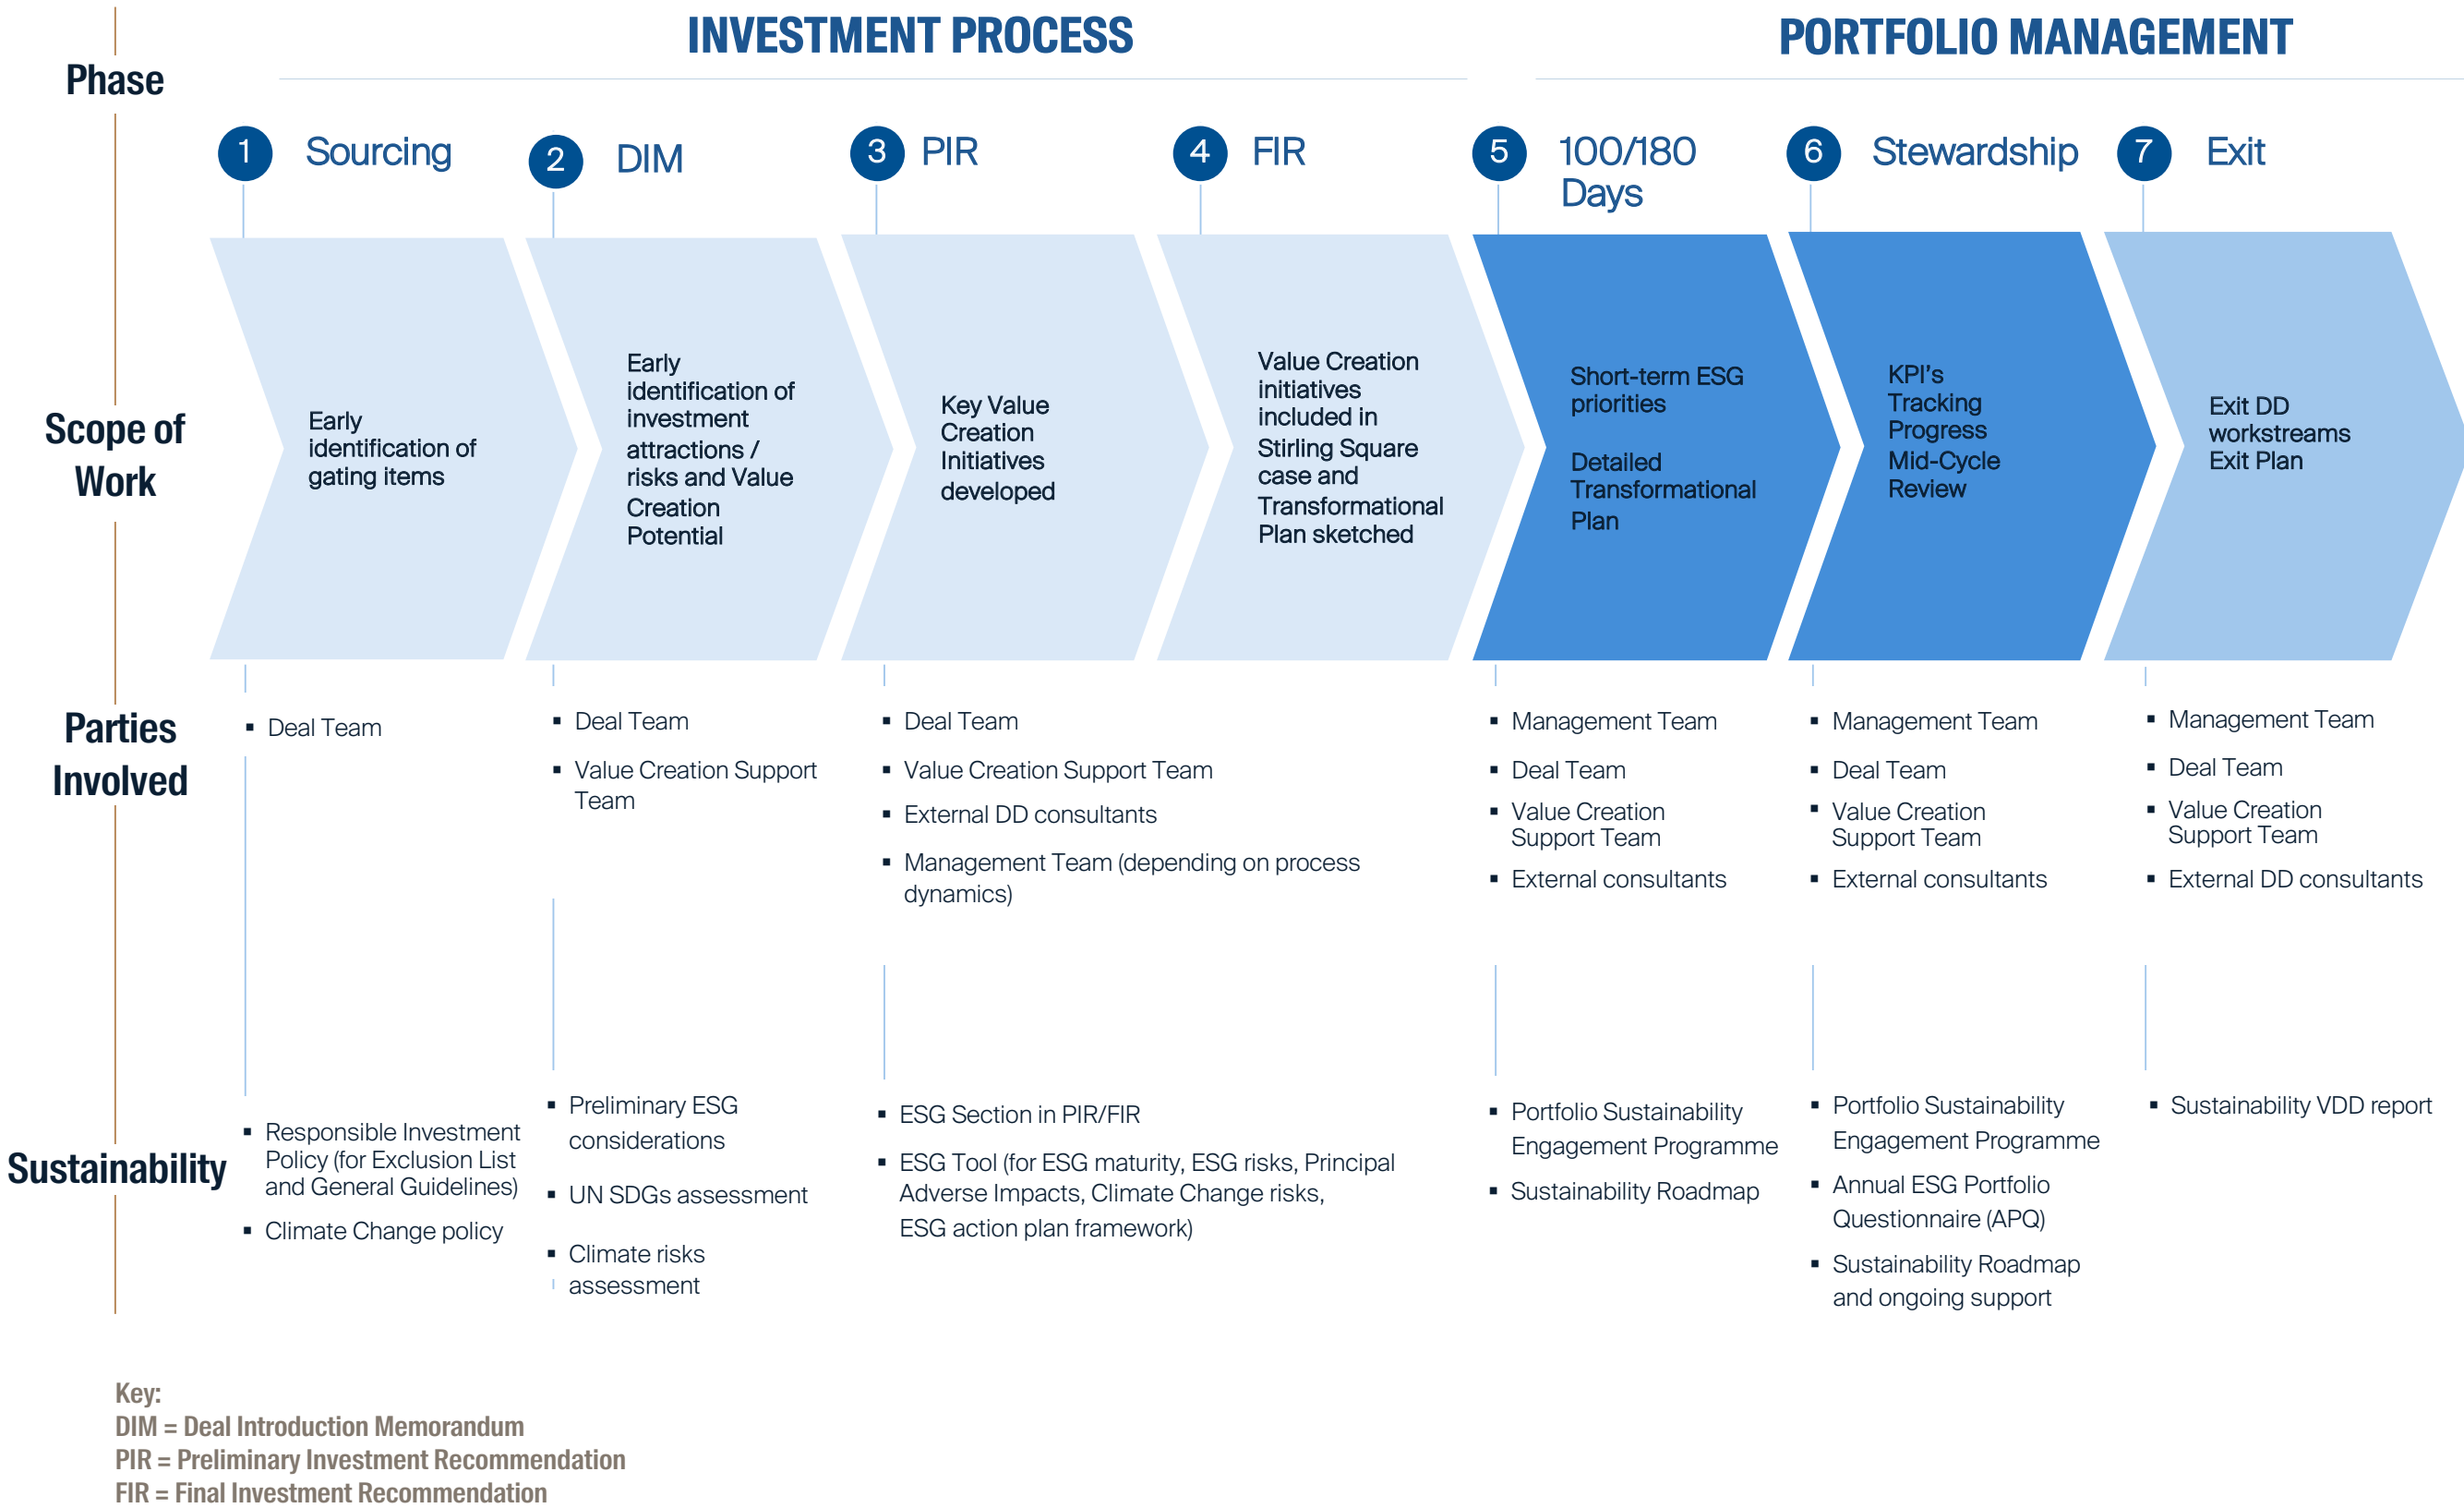 INVESTMENT PROCESS
PORTFOLIO MANAGEMENT
Phase
1 Sourcing
2 DIM
3 PIR
4 FIR
5 100/180
Days
6 Stewardship
7 Exit
Scope of
Work
Early
identification of
gating items
Early
identification of
investment
attractions /
risks and Value
Creation
Potential
Key Value
Creation
Initiatives
developed
Value Creation
initiatives
included in
Stirling Square
case and
Transformational
Plan sketched
Short-term ESG
priorities
Detailed
Transformational
Plan
KPI's
Tracking
Progress
Mid-Cycle
Review
Exit DD
workstreams
Exit Plan
Parties
Involved
▪ Deal Team
▪ Deal Team
▪ Value Creation Support
Team
▪ Deal Team
▪ Value Creation Support Team
▪ External DD consultants
▪ Management Team (depending on process
dynamics)
▪ Management Team
▪ Deal Team
▪ Value Creation
Support Team
▪ External consultants
▪ Management Team
▪ Deal Team
▪ Value Creation
Support Team
▪ External consultants
▪ Management Team
▪ Deal Team
▪ Value Creation
Support Team
▪ External DD consultants
Sustainability
▪ Responsible Investment
Policy (for Exclusion List
and General Guidelines)
▪ Climate Change policy
▪ Preliminary ESG
considerations
▪ UN SDGs assessment
▪ Climate risks
assessment
▪ ESG Section in PIR/FIR
▪ ESG Tool (for ESG maturity, ESG risks, Principal
Adverse Impacts, Climate Change risks,
ESG action plan framework)
▪ Portfolio Sustainability
Engagement Programme
▪ Sustainability Roadmap
▪ Portfolio Sustainability
Engagement Programme
▪ Annual ESG Portfolio
Questionnaire (APQ)
▪ Sustainability Roadmap
and ongoing support
▪ Sustainability VDD report
Key:
DIM = Deal Introduction Memorandum
PIR = Preliminary Investment Recommendation
FIR = Final Investment Recommendation